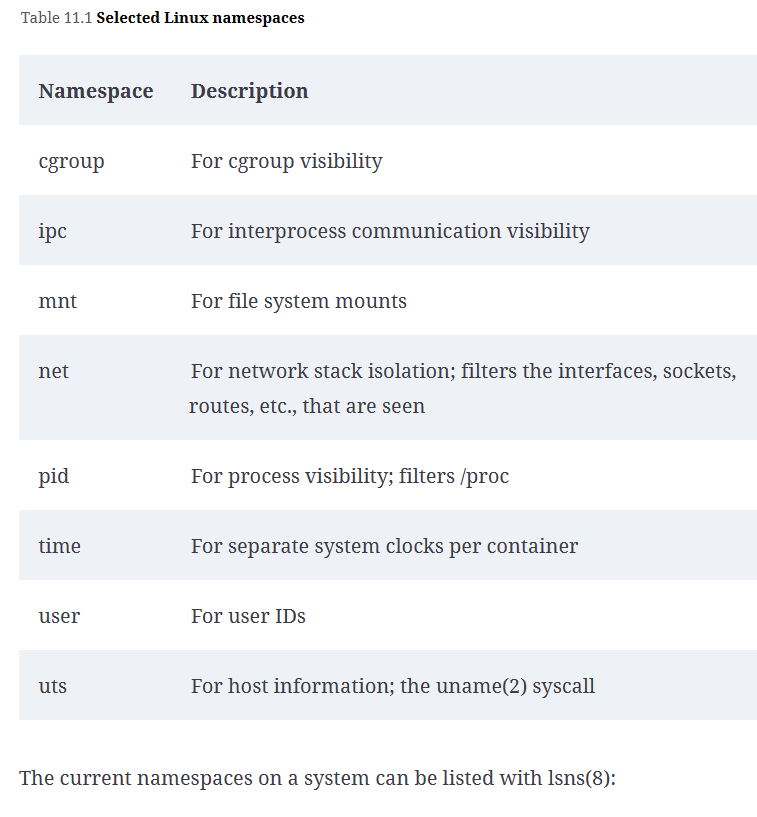 Table 11.1 Selected Linux namespaces
Namespace Description
cgroup For cgroup visibility
ipc For interprocess communication visibility
mnt For file system mounts
net For network stack isolation; filters the interfaces, sockets,
routes, etc., that are seen
pid For process visibility; filters /proc
time For separate system clocks per container
user For user IDs
uts For host information; the uname(2) syscall
The current namespaces on a system can be listed with lsns(8):